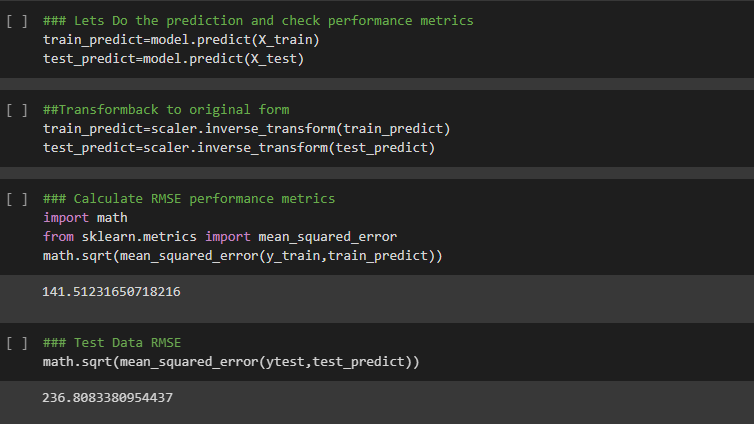 [ ] ### Lets Do the prediction and check performance metrics
train_predict=model.predict(X_train)
test_predict=model.predict(X_test)
[ ] ##Transformback to original form
train_predict=scaler.inverse_transform(train_predict)
test_predict=scaler.inverse_transform(test_predict)
[ ] ### Calculate RMSE performance metrics
import math
from sklearn.metrics import mean_squared_error
math.sqrt(mean_squared_error(y_train,train_predict))
141.51231650718216
[ ] ### Test Data RMSE
math.sqrt(mean_squared_error(ytest,test_predict))
236.8083380954437